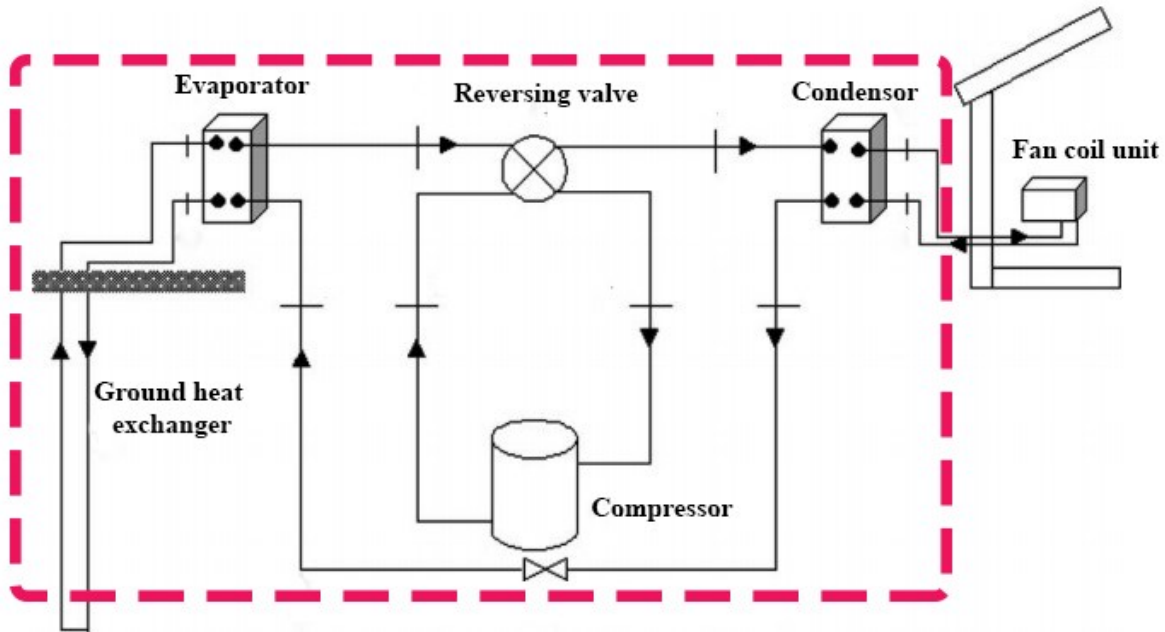 Evaporator
Reversing valve
Condensor
Fan coil unit
Ground heat
exchanger
Compressor